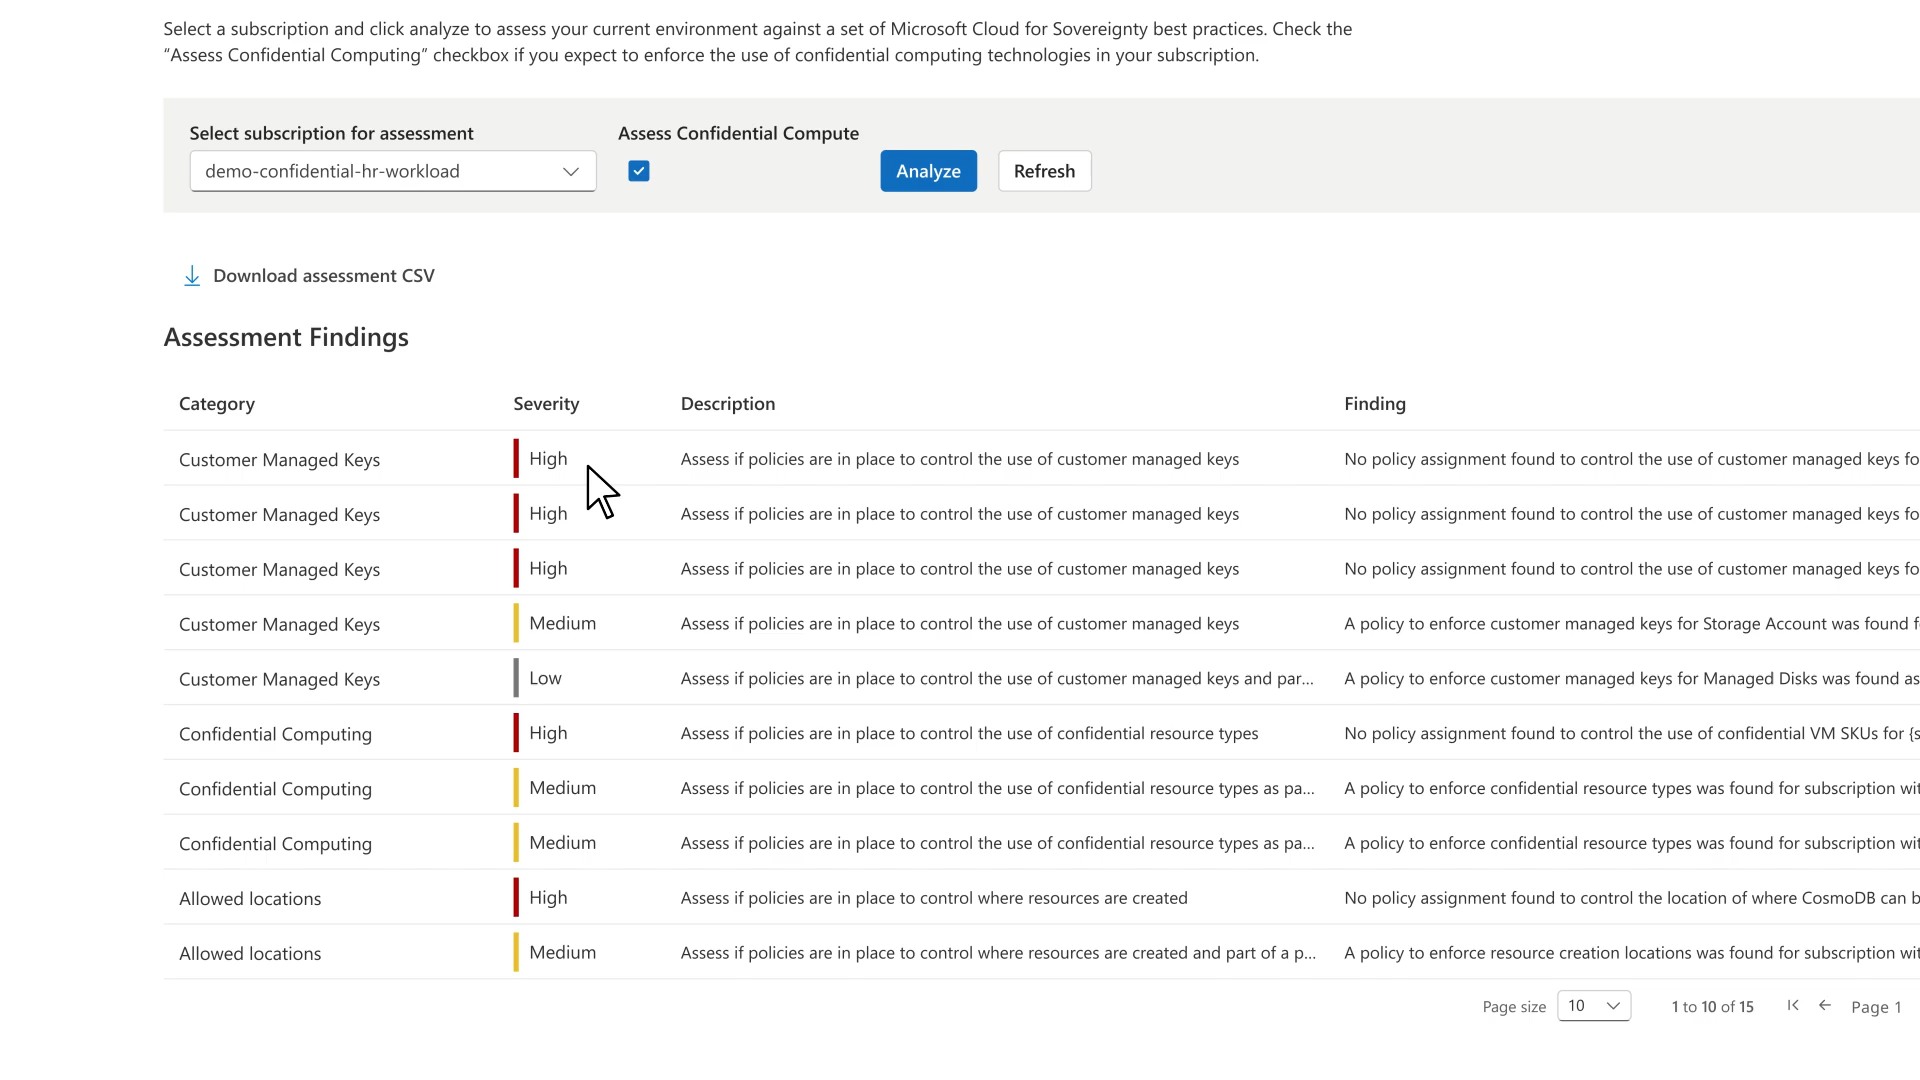 Select a subscription and click analyze to assess your current environment against a set of Microsoft Cloud for Sovereignty best practices. Check the
“Assess Confidential Computing” checkbox if you expect to enforce the use of confidential computing technologies in your subscription.
Select subscription for assessment
Assess Confidential Compute
demo-confidential-hr-workload
Analyze
Refresh
Download assessment CSV
Assessment Findings
Category Severity Description Finding
Customer Managed Keys High Assess if policies are in place to control the use of customer managed keys No policy assignment found to control the use of customer managed keys fo
Customer Managed Keys High Assess if policies are in place to control the use of customer managed keys No policy assignment found to control the use of customer managed keys fo
Customer Managed Keys High Assess if policies are in place to control the use of customer managed keys No policy assignment found to control the use of customer managed keys fo
Customer Managed Keys Medium Assess if policies are in place to control the use of customer managed keys A policy to enforce customer managed keys for Storage Account was found f
Customer Managed Keys Low Assess if policies are in place to control the use of customer managed keys and par... A policy to enforce customer managed keys for Managed Disks was found as
Confidential Computing High Assess if policies are in place to control the use of confidential resource types No policy assignment found to control the use of confidential VM SKUs for {s
Confidential Computing Medium Assess if policies are in place to control the use of confidential resource types as pa... A policy to enforce confidential resource types was found for subscription wit
Confidential Computing Medium Assess if policies are in place to control the use of confidential resource types as pa... A policy to enforce confidential resource types was found for subscription wit
Allowed locations High Assess if policies are in place to control where resources are created No policy assignment found to control the location of where CosmoDB can b
Allowed locations Medium Assess if policies are in place to control where resources are created and part of a p... A policy to enforce resource creation locations was found for subscription wit
Page size 10 1 to 10 of 15 Page 1